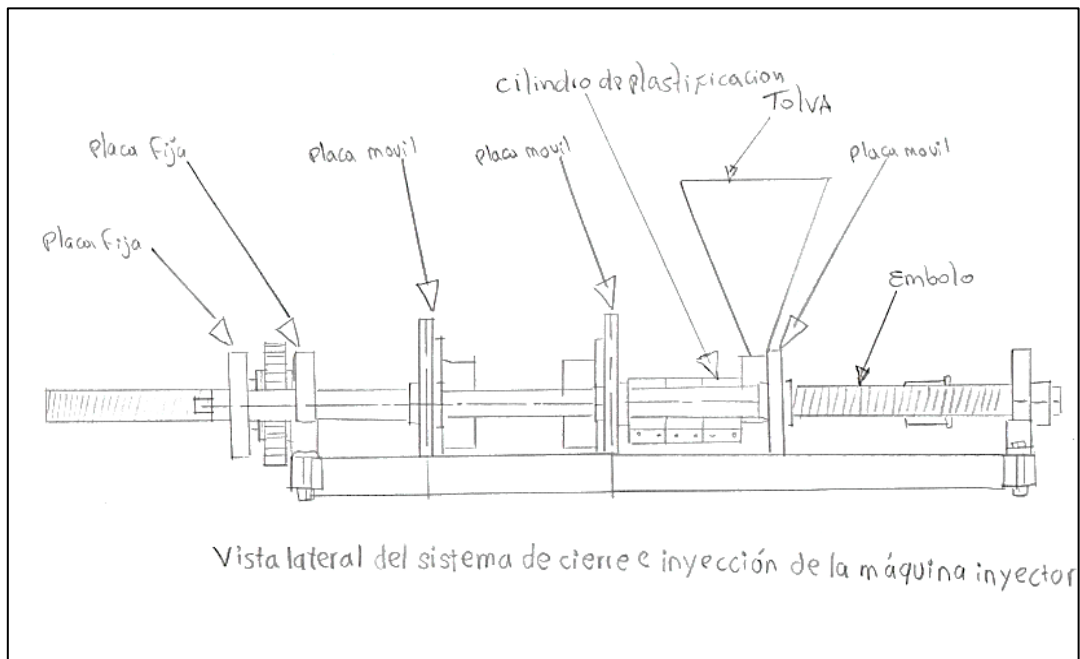 cilindro de plastificacion
TOLVA
Placa fija
Placa movil
Placa movil
Placa movil
Placa fija
Embolo
Vista lateral del sistema de cierre e inyección de la máquina inyector